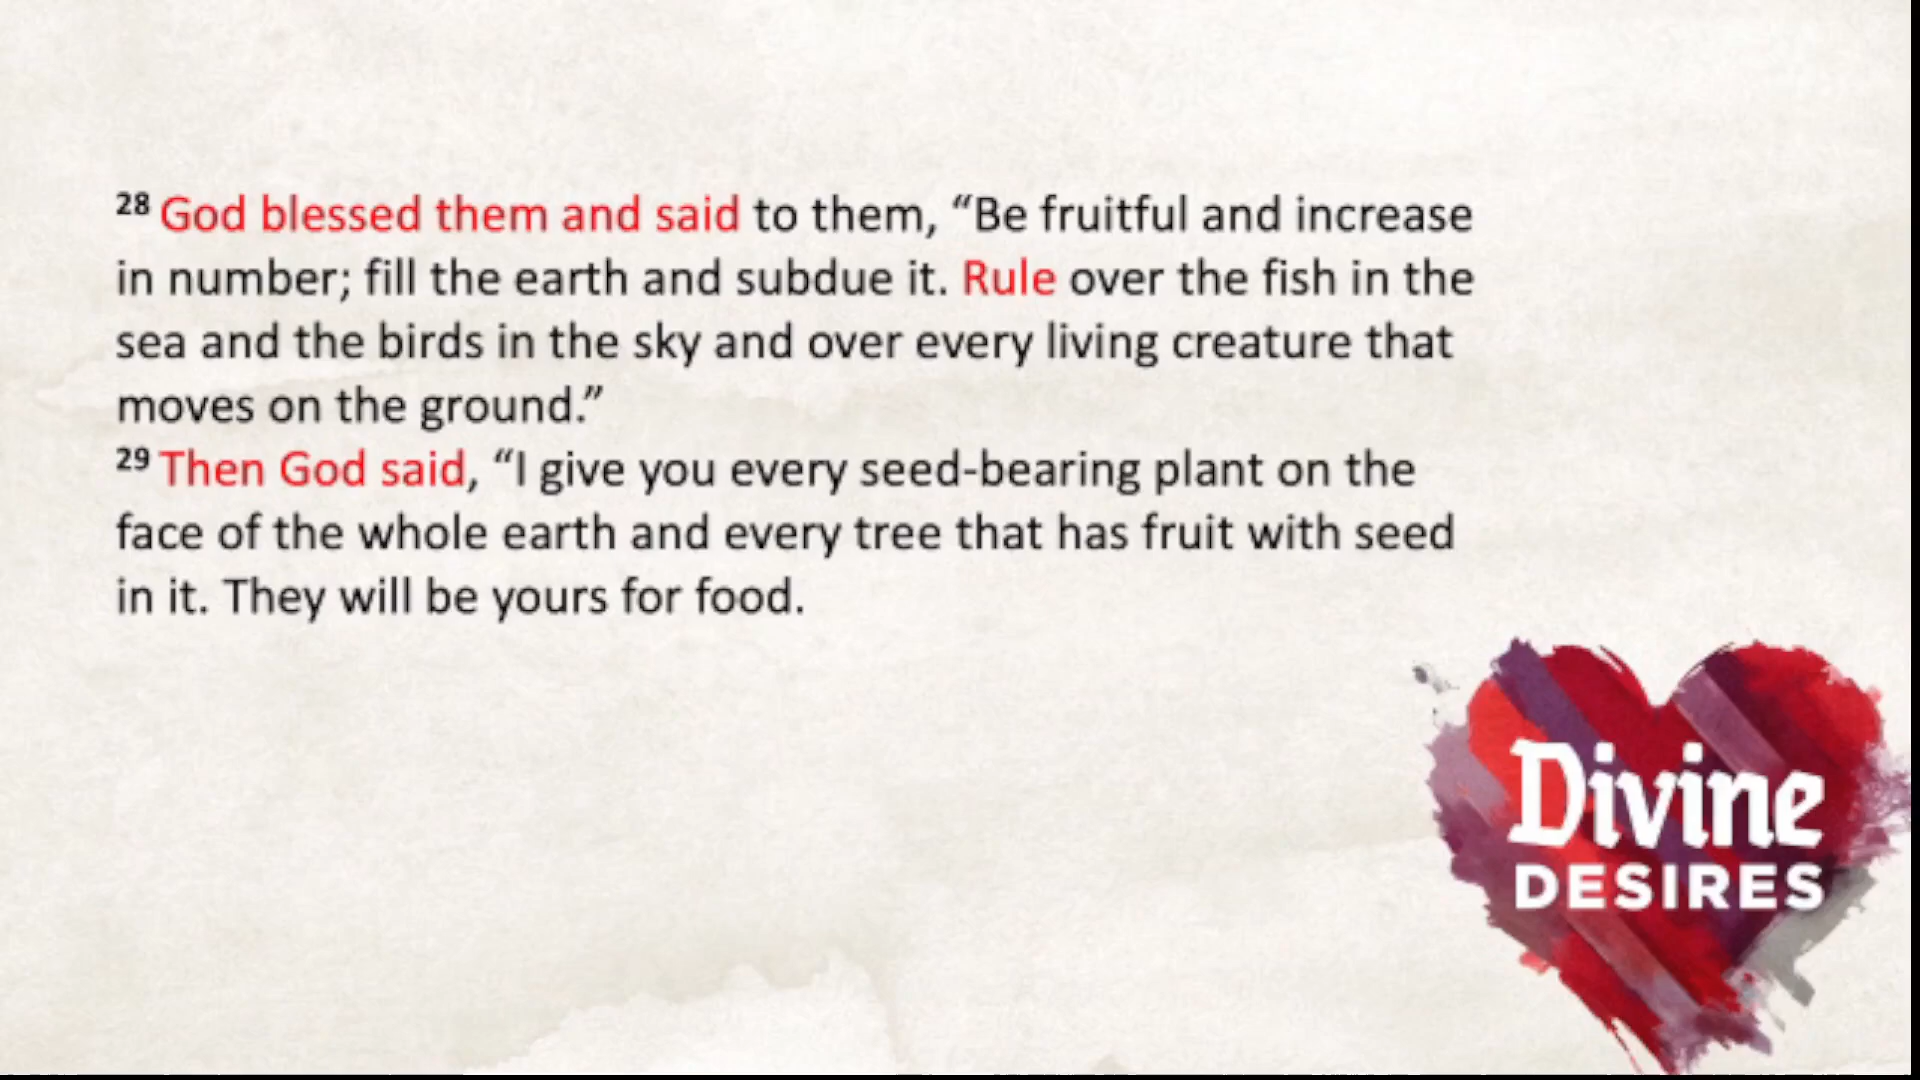 28 God blessed them and said to them, “Be fruitful and increase
in number; fill the earth and subdue it. Rule over the fish in the
sea and the birds in the sky and over every living creature that
moves on the ground.”
29 Then God said, “I give you every seed-bearing plant on the
face of the whole earth and every tree that has fruit with seed
in it. They will be yours for food.
Divine
DESIRES